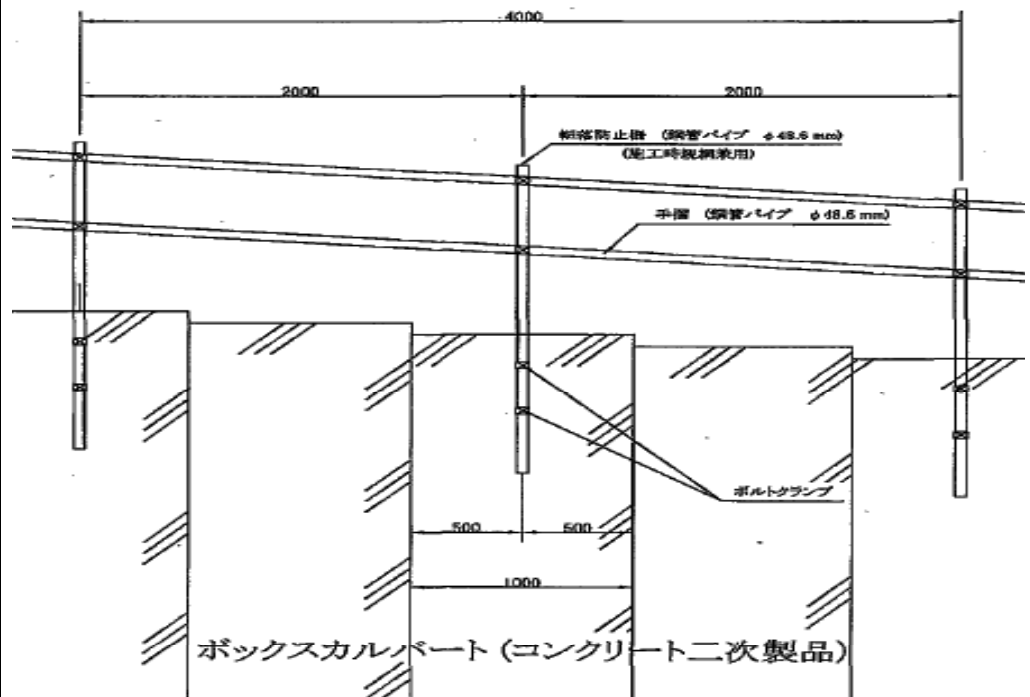 4000
2000
2000
転落防止柵 (鋼管パイプ φ48.6 mm)
(施工時親綱兼用)
手摺 (鋼管パイプ φ48.6 mm)
ボルトクランプ
500
500
1000
ボックスカルバート (コンクリート二次製品)